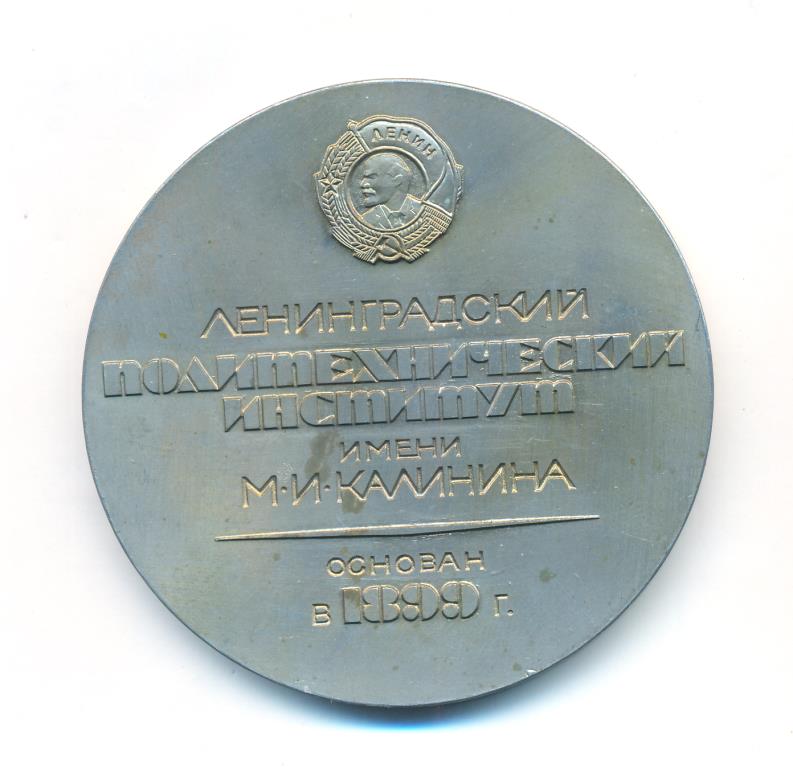 ЛЕНИН
ЛЕНИНГРАДСКИЙ
ПОЛИТЕХНИЧЕСКИЙ
ИНСТИТУТ
ИМЕНИ
М·И·КАЛИНИНА
ОСНОВАН
В 1899 Г.